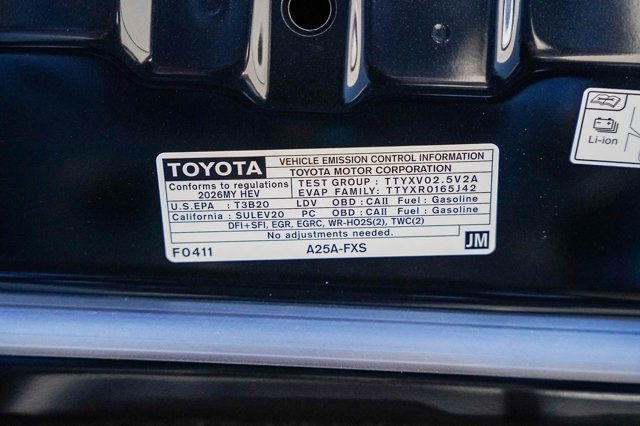 TOYOTA VEHICLE EMISSION CONTROL INFORMATION
TOYOTA MOTOR CORPORATION
Conforms to regulations TEST GROUP : TTYXV02.5V2A
2026MY HEV EVAP FAMILY: TTYXR0165J42
U.S.EPA : T3B20 LDV OBD : CAII Fuel : Gasoline
California : SULEV20 PC OBD : CAII Fuel : Gasoline
DFI+SFI, EGR, EGRC, WR-HO2S(2), TWC(2)
No adjustments needed.
F0411 A25A-FXS JM
Li-ion